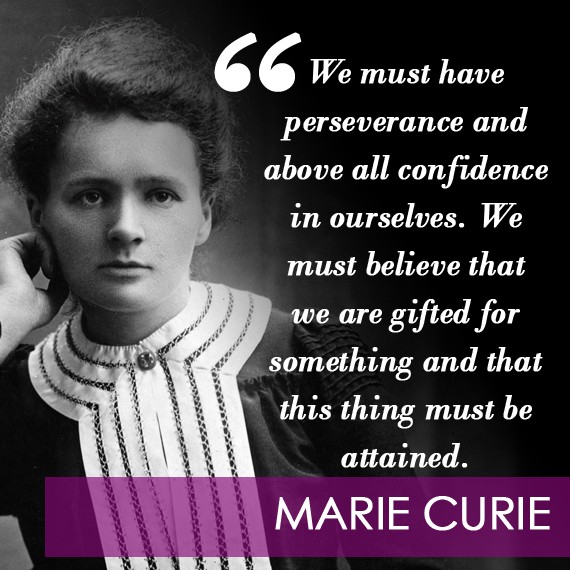 “ We must have
perseverance and
above all confidence
in ourselves. We
must believe that
we are gifted for
something and that
this thing must be
attained.
MARIE CURIE